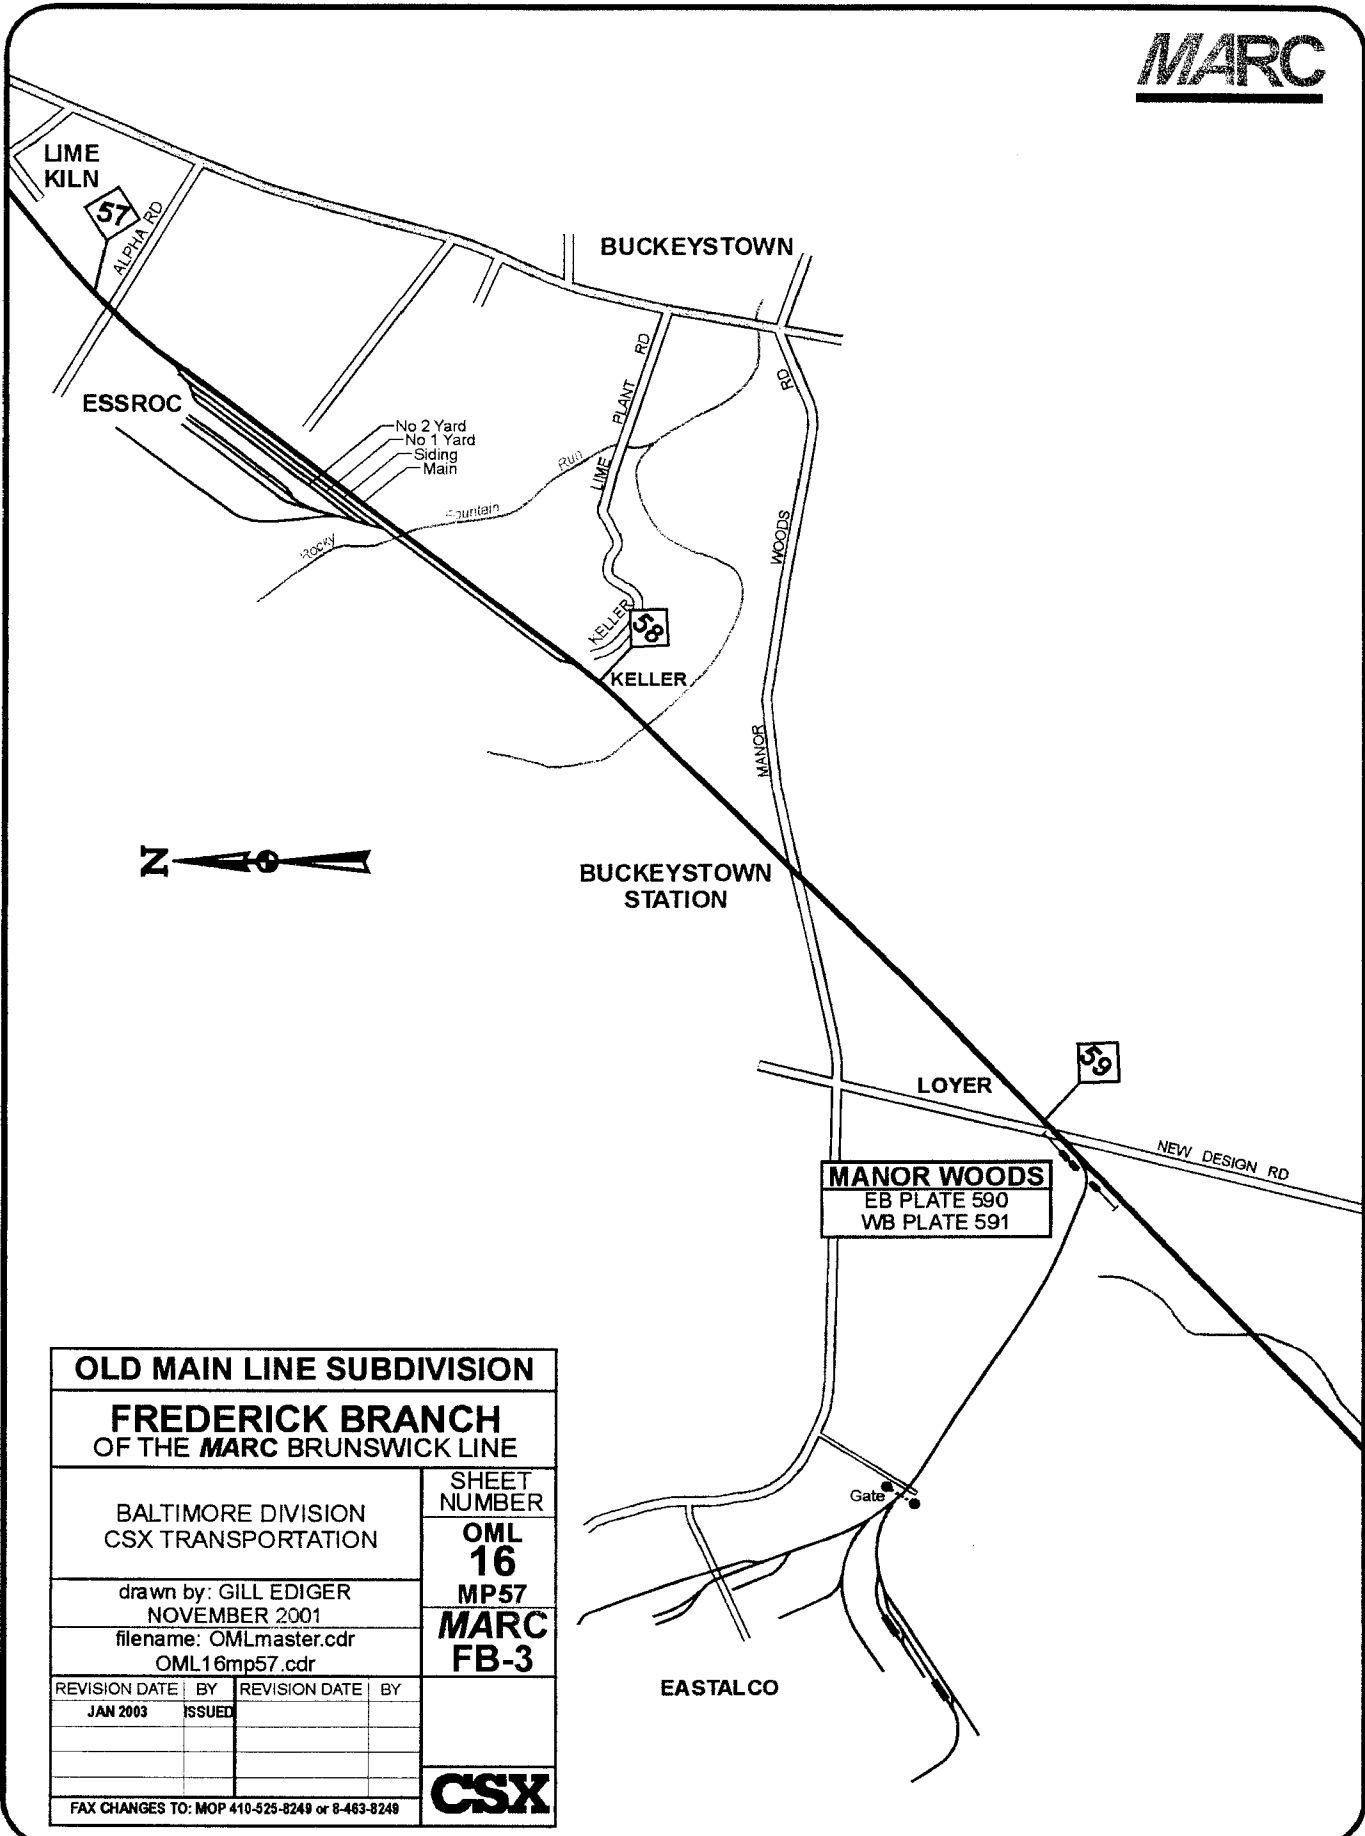 MARC
LIME
KILN
57
ALPHA RD
BUCKEYSTOWN
ESSROC
No 2 Yard
No 1 Yard
Siding
Main
Rocky Fountain Run
LIME PLANT RD
MANOR WOODS RD
KELLER
58
KELLER
N
BUCKEYSTOWN
STATION
59
LOYER
NEW DESIGN RD
MANOR WOODS
EB PLATE 590
WB PLATE 591
Gate
EASTALCO
OLD MAIN LINE SUBDIVISION
FREDERICK BRANCH
OF THE MARC BRUNSWICK LINE
BALTIMORE DIVISION
CSX TRANSPORTATION
SHEET
NUMBER
OML
16
MP57
MARC
FB-3
drawn by: GILL EDIGER
NOVEMBER 2001
filename: OMLmaster.cdr
OML16mp57.cdr
REVISION DATE BY REVISION DATE BY
JAN 2003 ISSUED
FAX CHANGES TO: MOP 410-525-8249 or 8-463-8249
CSX